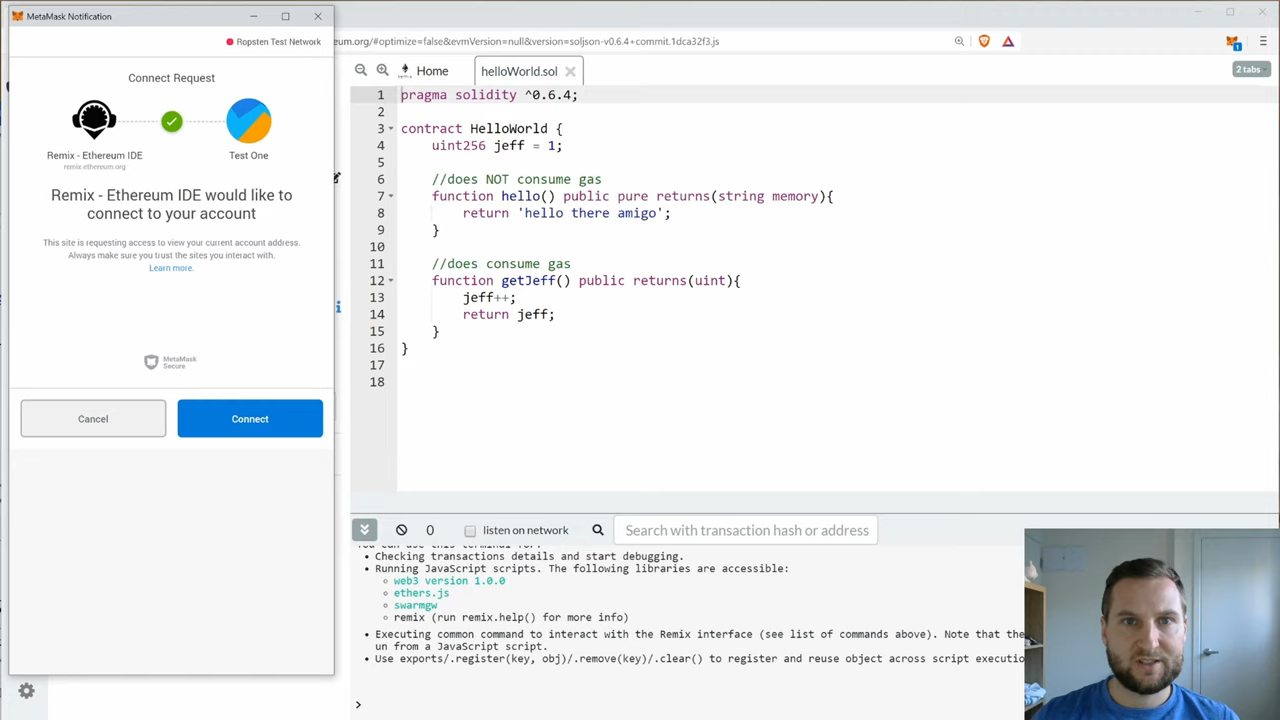 MetaMask Notification
Ropsten Test Network
Connect Request
Remix - Ethereum IDE
remix.ethereum.org
Test One
Remix - Ethereum IDE would like to
connect to your account
This site is requesting access to view your current account address.
Always make sure you trust the sites you interact with.
Learn more.
MetaMask
Secure
Cancel
Connect
eum.org/#optimize=false&evmVersion=null&version=soljson-v0.6.4+commit.1dca32f3.js
1
2 tabs
Home
helloWorld.sol
1 pragma solidity ^0.6.4;
2
3 contract HelloWorld {
4 uint256 jeff = 1;
5
6 //does NOT consume gas
7 function hello() public pure returns(string memory){
8 return 'hello there amigo';
9 }
10
11 //does consume gas
12 function getJeff() public returns(uint){
13 jeff++;
14 return jeff;
15 }
16 }
17
18
0
listen on network
Search with transaction hash or address
You can use this terminal for:
• Checking transactions details and start debugging.
• Running JavaScript scripts. The following libraries are accessible:
web3 version 1.0.0
ethers.js
swarmgw
remix (run remix.help() for more info)
• Executing common command to interact with the Remix interface (see list of commands above). Note that the
un from a JavaScript script.
• Use exports/.register(key, obj)/.remove(key)/.clear() to register and reuse object across script executio
>